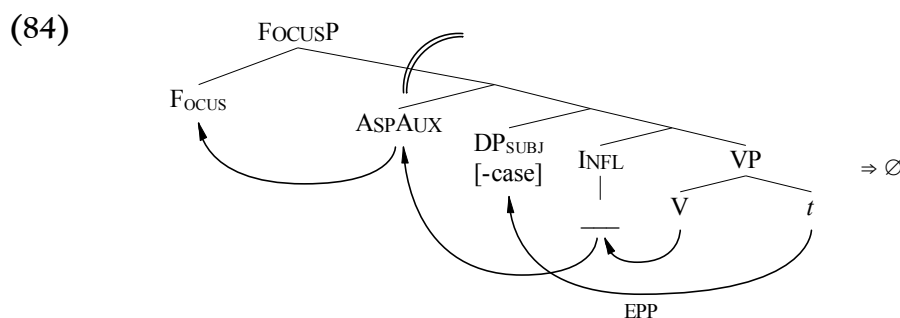 (84)
FOCUSP
FOCUS
ASPAUX
DPSUBJ
[-case]
INFL
VP
⇒ ∅
V
t
EPP